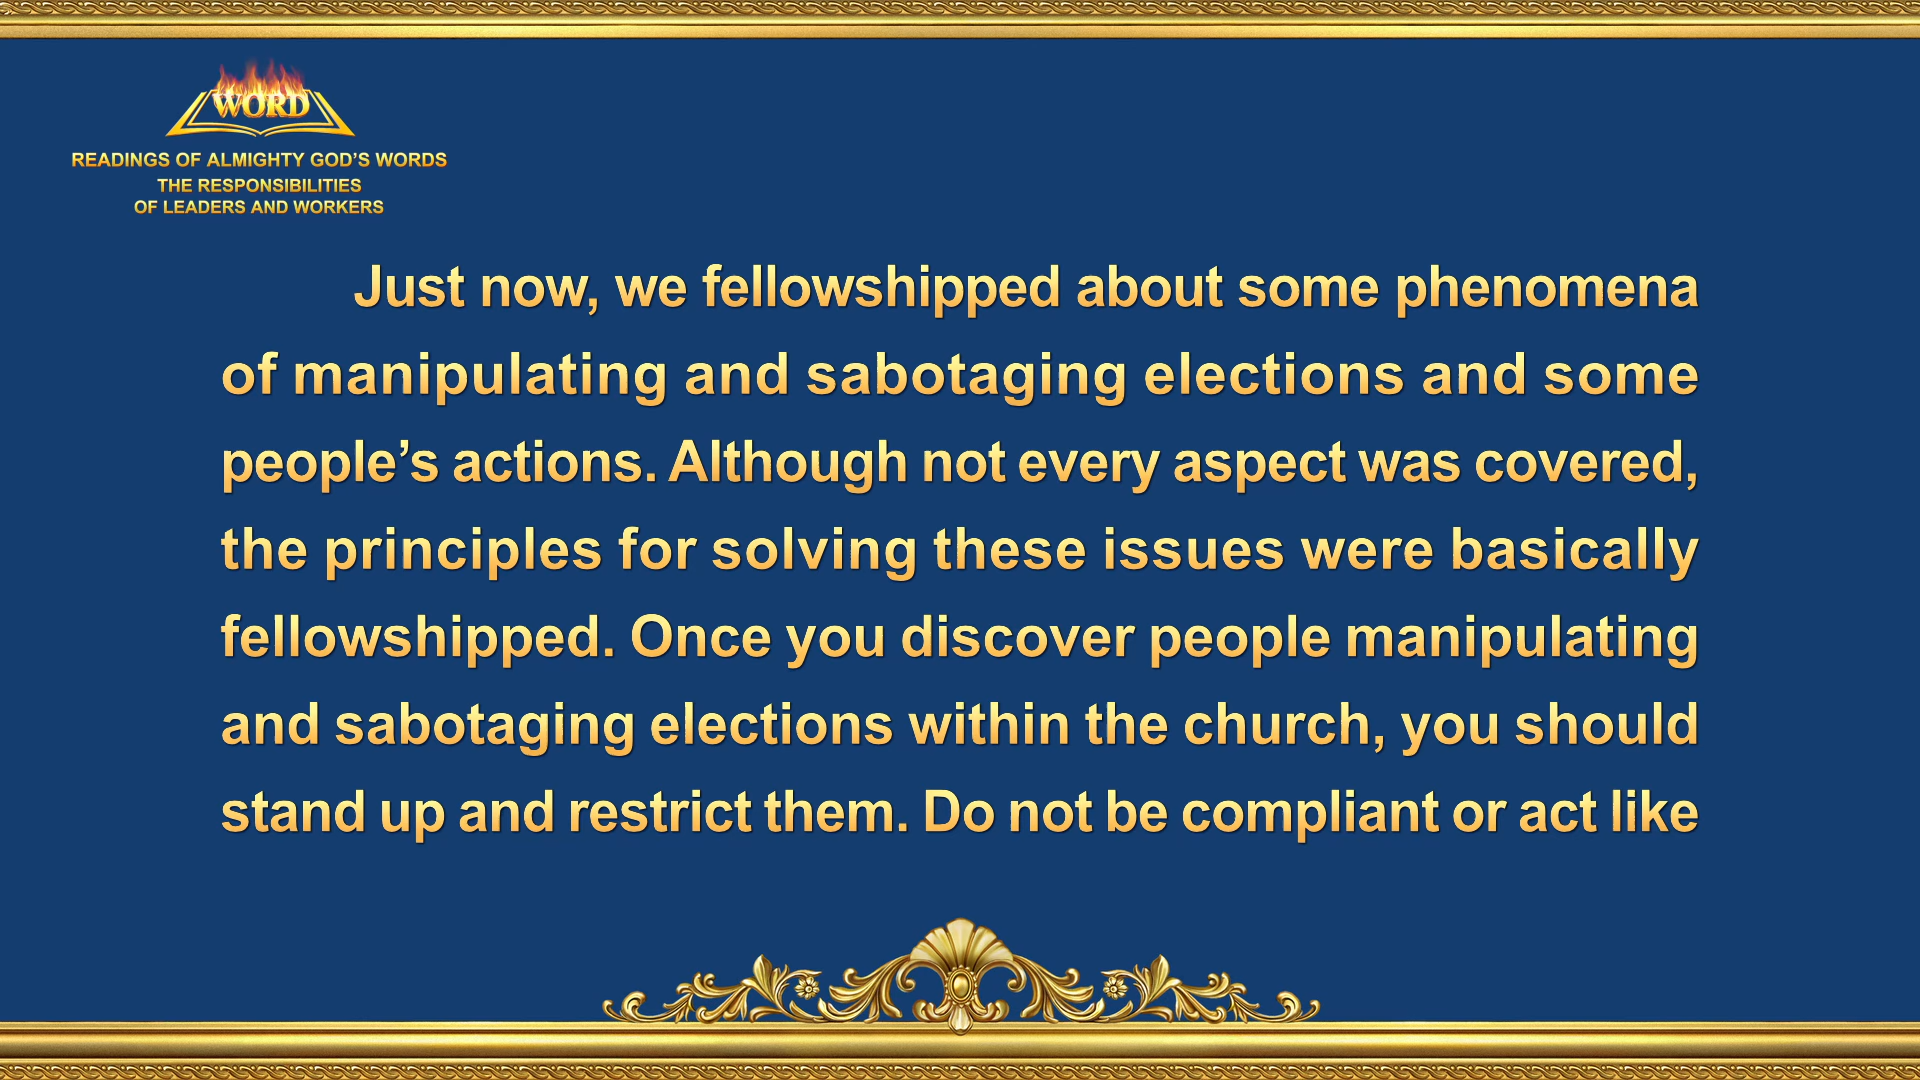 WORD
READINGS OF ALMIGHTY GOD’S WORDS
THE RESPONSIBILITIES
OF LEADERS AND WORKERS
Just now, we fellowshipped about some phenomena
of manipulating and sabotaging elections and some
people’s actions. Although not every aspect was covered,
the principles for solving these issues were basically
fellowshipped. Once you discover people manipulating
and sabotaging elections within the church, you should
stand up and restrict them. Do not be compliant or act like